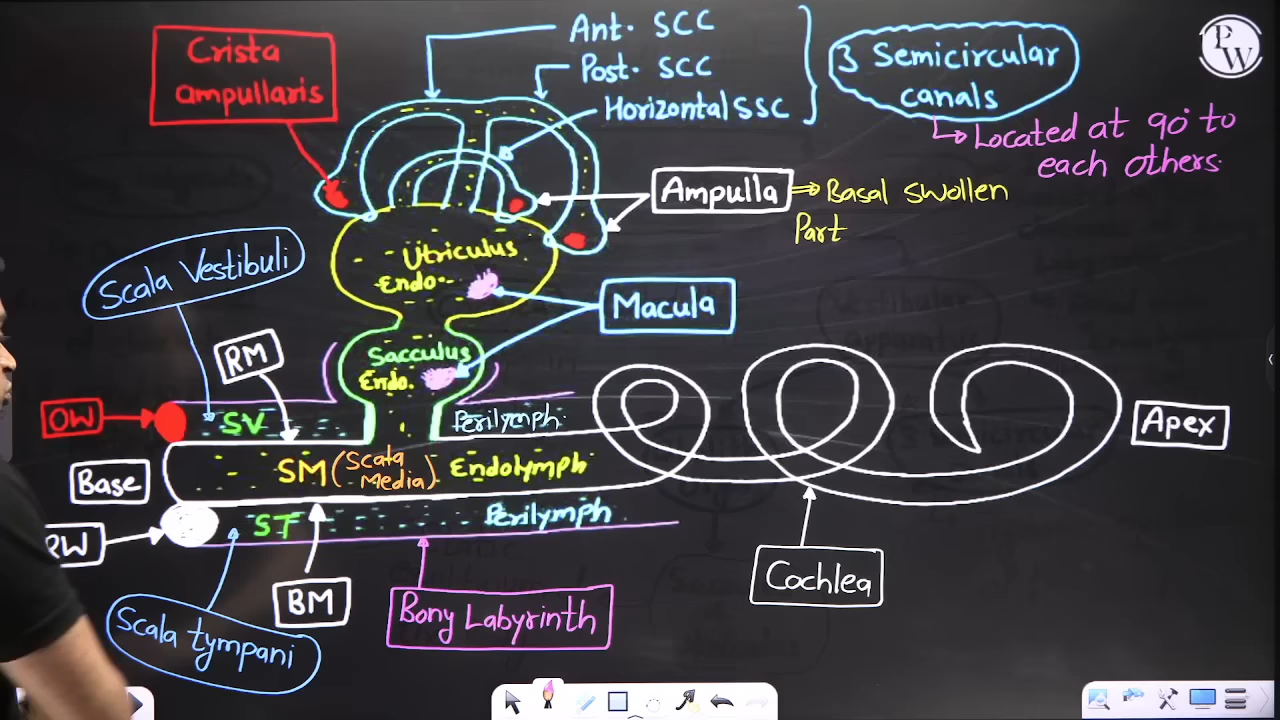 Crista
ampullaris
Ant. SCC
Post. SCC
Horizontal SSC
3 Semicircular
canals
Located at 90° to
each others.
PW
Ampulla ⇒ Basal swollen
Part
Scala Vestibuli
Utriculus
Endo.
Macula
RM
Sacculus
Endo.
OW
SV
Perilymph
Base
SM (Scala
Media)
Endolymph
Apex
RW
ST
Perilymph
BM
Bony Labyrinth
Cochlea
Scala tympani